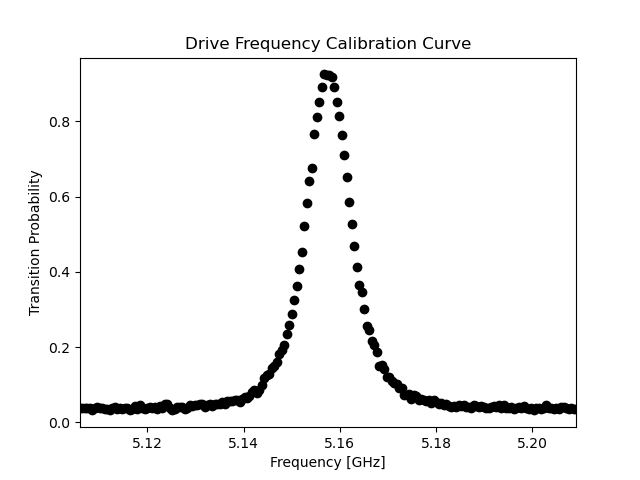 Drive Frequency Calibration Curve
Transition Probability
0.8
0.6
0.4
0.2
0.0
5.12 5.14 5.16 5.18 5.20
Frequency [GHz]